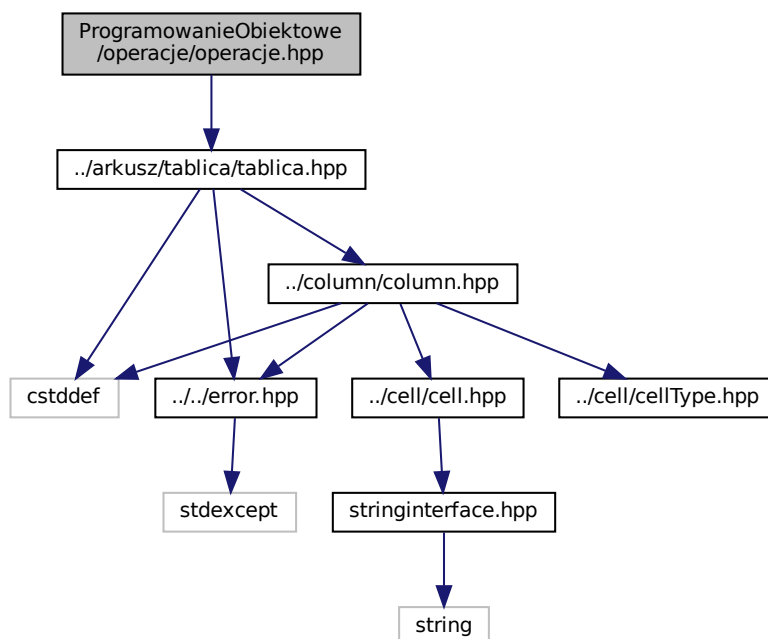 ProgramowanieObiektowe
/operacje/operacje.hpp
../arkusz/tablica/tablica.hpp
../column/column.hpp
cstddef
../../error.hpp
../cell/cell.hpp
../cell/cellType.hpp
stdexcept
stringinterface.hpp
string